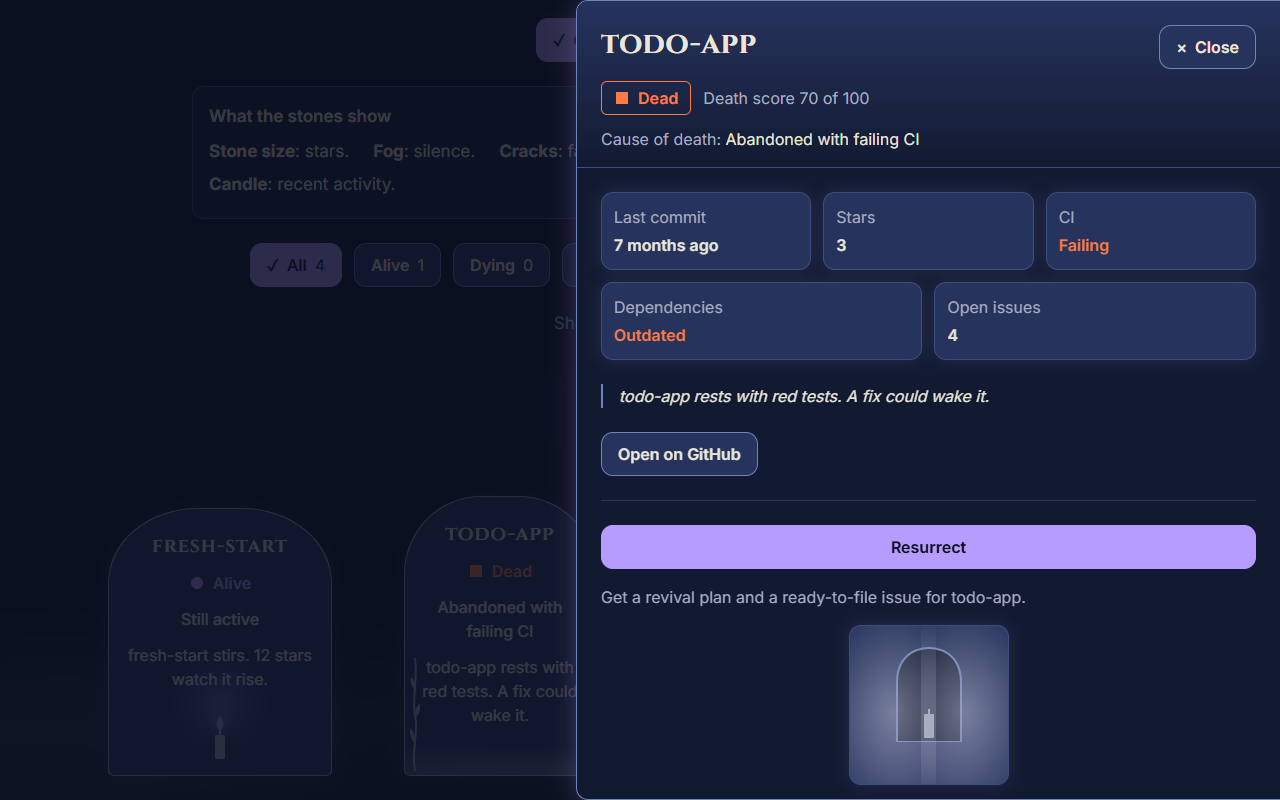 What the stones show
Stone size: stars. Fog: silence. Cracks:
Candle: recent activity.
✓ All 4 Alive 1 Dying 0
FRESH-START
Alive
Still active
fresh-start stirs. 12 stars
watch it rise.
TODO-APP
Dead
Abandoned with
failing CI
todo-app rests with
red tests. A fix could
wake it.
TODO-APP
× Close
Dead Death score 70 of 100
Cause of death: Abandoned with failing CI
Last commit Stars CI
7 months ago 3 Failing
Dependencies Open issues
Outdated 4
todo-app rests with red tests. A fix could wake it.
Open on GitHub
Resurrect
Get a revival plan and a ready-to-file issue for todo-app.